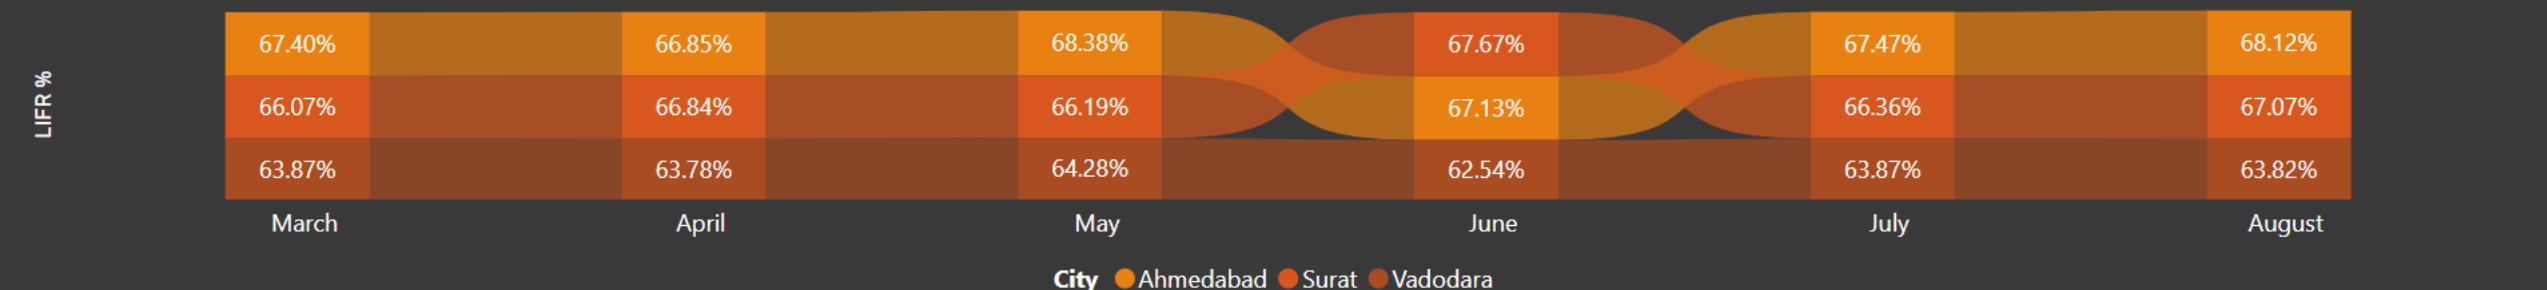 LIFR %
67.40% 66.85% 68.38% 67.67% 67.47% 68.12%
66.07% 66.84% 66.19% 67.13% 66.36% 67.07%
63.87% 63.78% 64.28% 62.54% 63.87% 63.82%
March April May June July August
City Ahmedabad Surat Vadodara